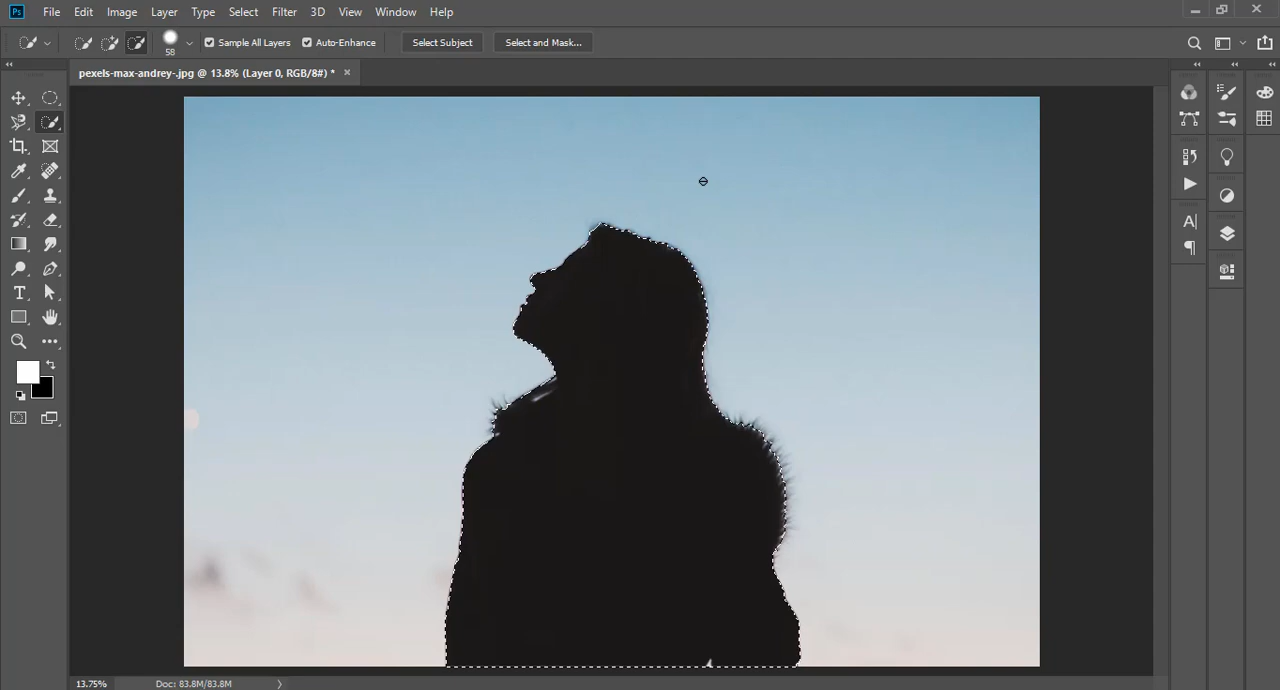 Ps File Edit Image Layer Type Select Filter 3D View Window Help
58 Sample All Layers Auto-Enhance Select Subject Select and Mask...
pexels-max-andrey-.jpg @ 13.8% (Layer 0, RGB/8#) * ×
13.75% Doc: 83.8M/83.8M